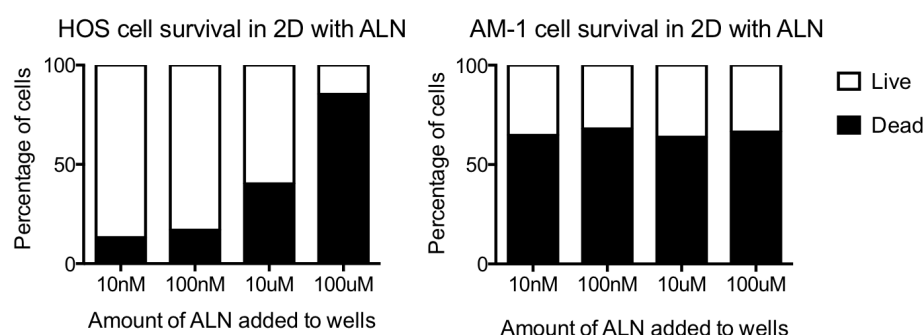 HOS cell survival in 2D with ALN
Percentage of cells
100
50
0
10nM 100nM 10uM 100uM
Amount of ALN added to wells
AM-1 cell survival in 2D with ALN
Percentage of cells
100
50
0
10nM 100nM 10uM 100uM
Amount of ALN added to wells
Live
Dead